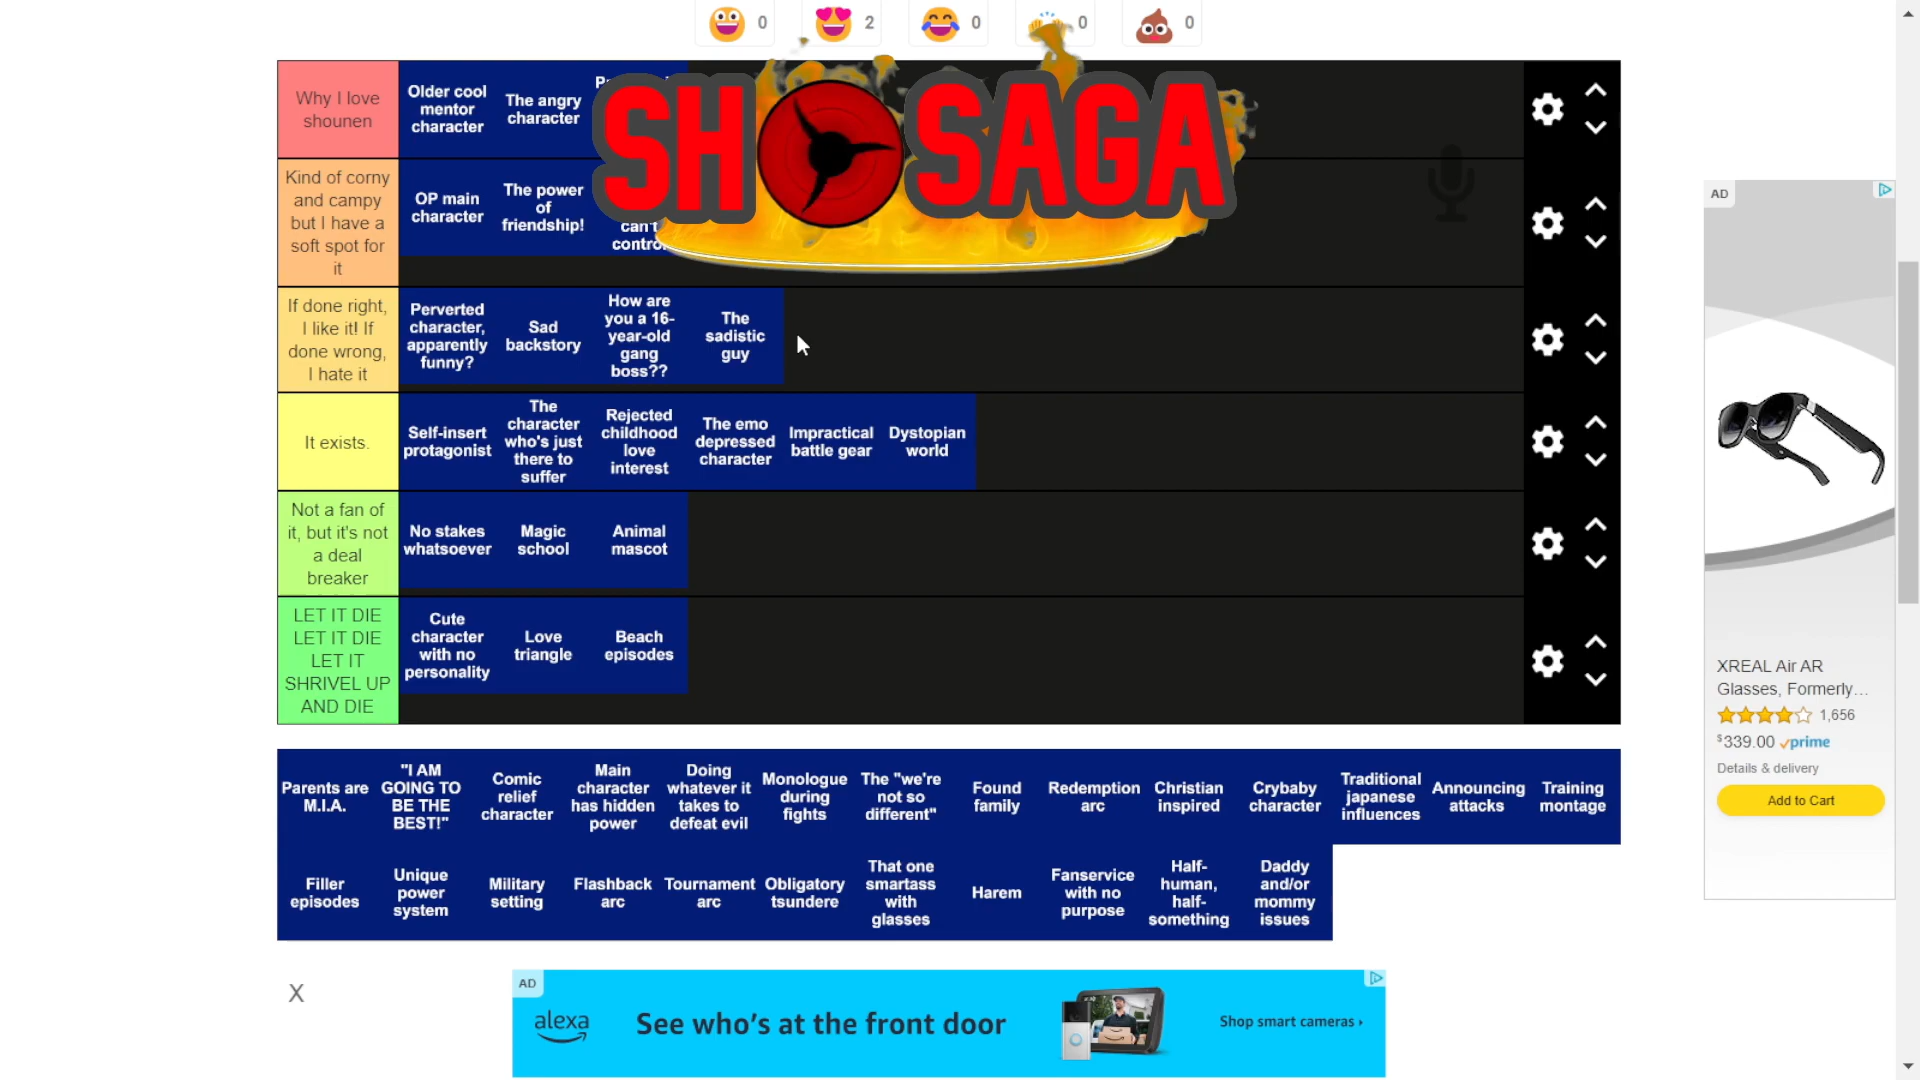 0
2
0
0
0
Why I love
shounen
Older cool
mentor
character
The angry
character
SH SAGA
Kind of corny
and campy
but I have a
soft spot for
it
OP main
character
The power
of
friendship!
can't
control
If done right,
I like it! If
done wrong,
I hate it
Perverted
character,
apparently
funny?
Sad
backstory
How are
you a 16-
year-old
gang
boss??
The
sadistic
guy
It exists.
Self-insert
protagonist
The
character
who's just
there to
suffer
Rejected
childhood
love
interest
The emo
depressed
character
Impractical
battle gear
Dystopian
world
Not a fan of
it, but it's not
a deal
breaker
No stakes
whatsoever
Magic
school
Animal
mascot
LET IT DIE
LET IT DIE
LET IT
SHRIVEL UP
AND DIE
Cute
character
with no
personality
Love
triangle
Beach
episodes
Parents are
M.I.A.
"I AM
GOING TO
BE THE
BEST!"
Comic
relief
character
Main
character
has hidden
power
Doing
whatever it
takes to
defeat evil
Monologue
during
fights
The "we're
not so
different"
Found
family
Redemption
arc
Christian
inspired
Crybaby
character
Traditional
japanese
influences
Announcing
attacks
Training
montage
Filler
episodes
Unique
power
system
Military
setting
Flashback
arc
Tournament
arc
Obligatory
tsundere
That one
smartass
with
glasses
Harem
Fanservice
with no
purpose
Half-
human,
half-
something
Daddy
and/or
mommy
issues
AD
XREAL Air AR
Glasses, Formerly...
1,656
$339.00 prime
Details & delivery
Add to Cart
X
AD
alexa
See who's at the front door
Shop smart cameras ›